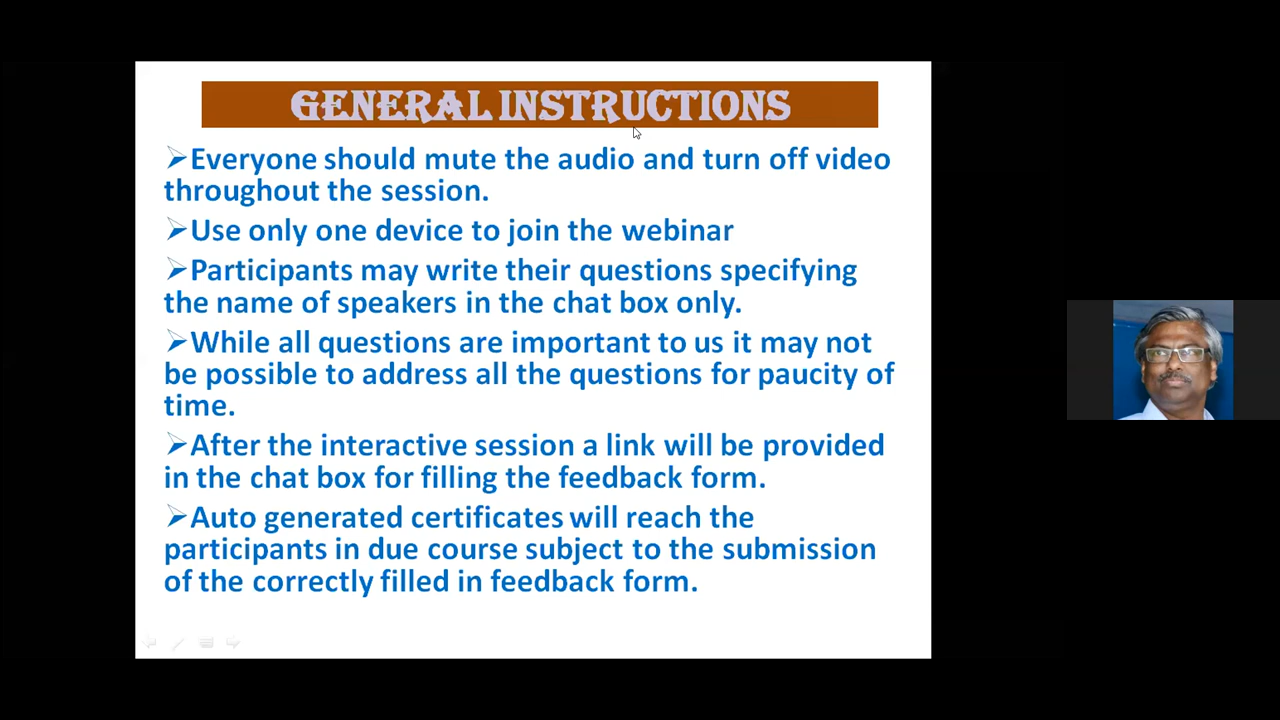 GENERAL INSTRUCTIONS
➢Everyone should mute the audio and turn off video
throughout the session.
➢Use only one device to join the webinar
➢Participants may write their questions specifying
the name of speakers in the chat box only.
➢While all questions are important to us it may not
be possible to address all the questions for paucity of
time.
➢After the interactive session a link will be provided
in the chat box for filling the feedback form.
➢Auto generated certificates will reach the
participants in due course subject to the submission
of the correctly filled in feedback form.